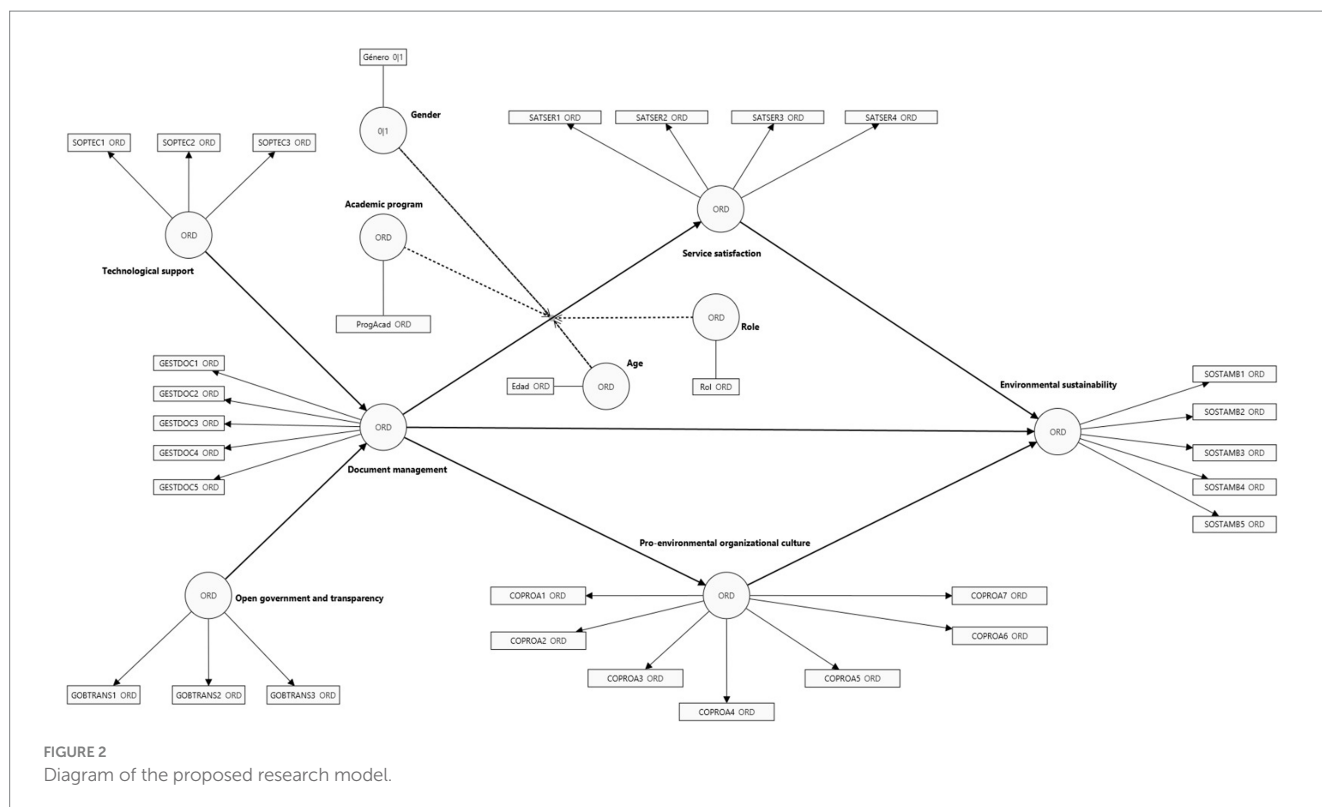 Género 0|1
0|1
Gender
SOPTEC1 ORD
SOPTEC2 ORD
SOPTEC3 ORD
ORD
Technological support
Academic program
ORD
ProgAcad ORD
SATSER1 ORD
SATSER2 ORD
SATSER3 ORD
SATSER4 ORD
ORD
Service satisfaction
ORD
Role
Rol ORD
Age
Edad ORD
ORD
GESTDOC1 ORD
GESTDOC2 ORD
GESTDOC3 ORD
GESTDOC4 ORD
GESTDOC5 ORD
ORD
Document management
Environmental sustainability
ORD
SOSTAMB1 ORD
SOSTAMB2 ORD
SOSTAMB3 ORD
SOSTAMB4 ORD
SOSTAMB5 ORD
ORD
Open government and transparency
GOBTRANS1 ORD
GOBTRANS2 ORD
GOBTRANS3 ORD
Pro-environmental organizational culture
ORD
COPROA1 ORD
COPROA2 ORD
COPROA3 ORD
COPROA4 ORD
COPROA5 ORD
COPROA6 ORD
COPROA7 ORD
FIGURE 2
Diagram of the proposed research model.